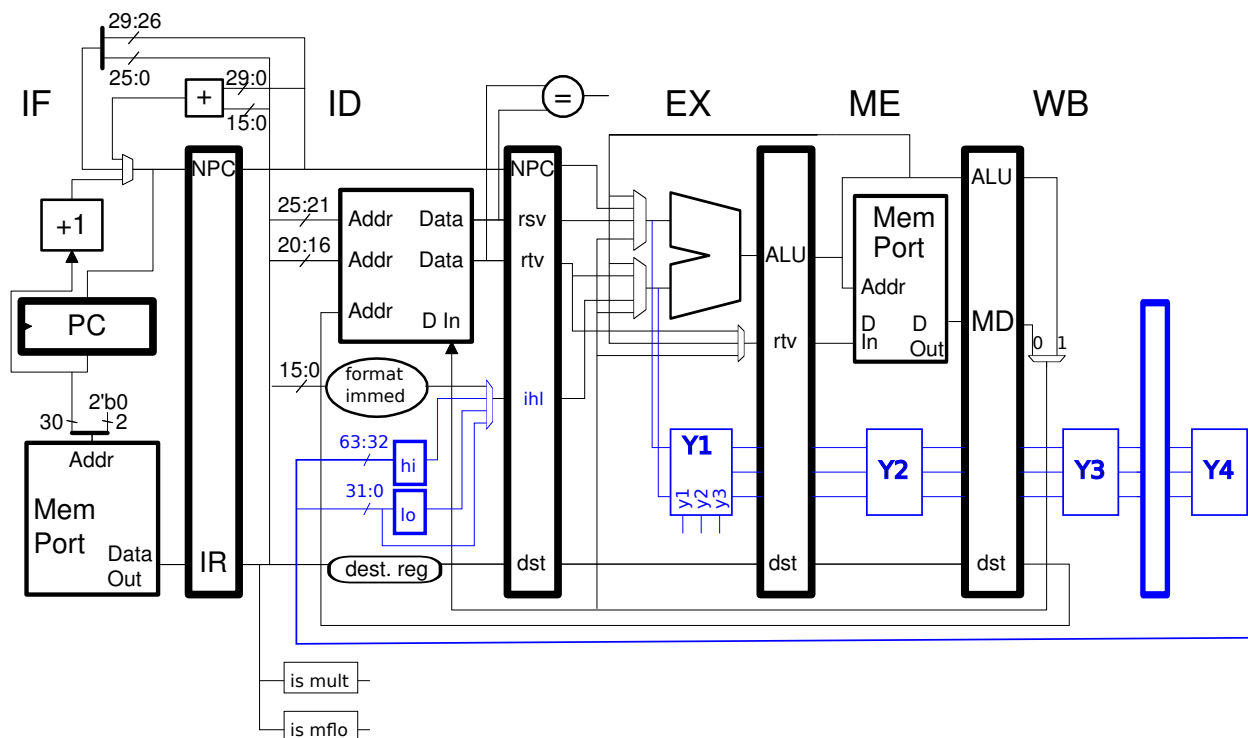 29:26
25:0
IF
+
29:0
15:0
ID
=
EX
ME
WB
NPC
NPC
ALU
+1
25:21
Addr
Data
rsv
Mem
Port
20:16
Addr
Data
rtv
ALU
Addr
PC
Addr
D In
D
In
D
Out
MD
rtv
0
1
15:0
format
immed
ihl
2'b0
30
2
63:32
hi
Y1
Y2
Y3
Y4
Addr
31:0
lo
y1
y2
y3
Mem
Port
Data
Out
IR
dest. reg
dst
dst
dst
is mult
is mflo